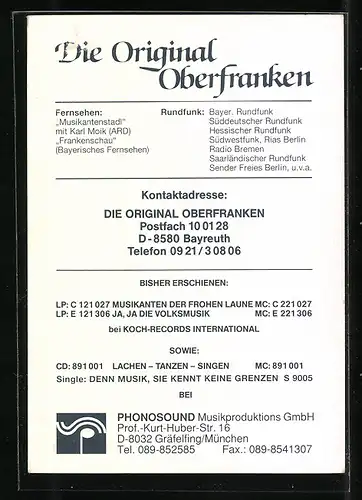 Die Original
Oberfranken
Fernsehen:
„Musikantenstadl"
mit Karl Moik (ARD)
„Frankenschau"
(Bayerisches Fernsehen)
Rundfunk: Bayer. Rundfunk
Süddeutscher Rundfunk
Hessischer Rundfunk
Südwestfunk, Rias Berlin
Radio Bremen
Saarländischer Rundfunk
Sender Freies Berlin, u.v.a.
Kontaktadresse:
DIE ORIGINAL OBERFRANKEN
Postfach 10 01 28
D-8580 Bayreuth
Telefon 09 21/3 08 06
BISHER ERSCHIENEN:
LP: C 121 027 MUSIKANTEN DER FROHEN LAUNE MC: C 221 027
LP: E 121 306 JA, JA DIE VOLKSMUSIK MC: E 221 306
bei KOCH-RECORDS INTERNATIONAL
SOWIE:
CD: 891 001 LACHEN – TANZEN – SINGEN MC: 891 001
Single: DENN MUSIK, SIE KENNT KEINE GRENZEN S 9005
BEI
PHONOSOUND Musikproduktions GmbH
Prof.-Kurt-Huber-Str. 16
D-8032 Gräfelfing/München
Tel. 089-852585 Fax.: 089-8541307